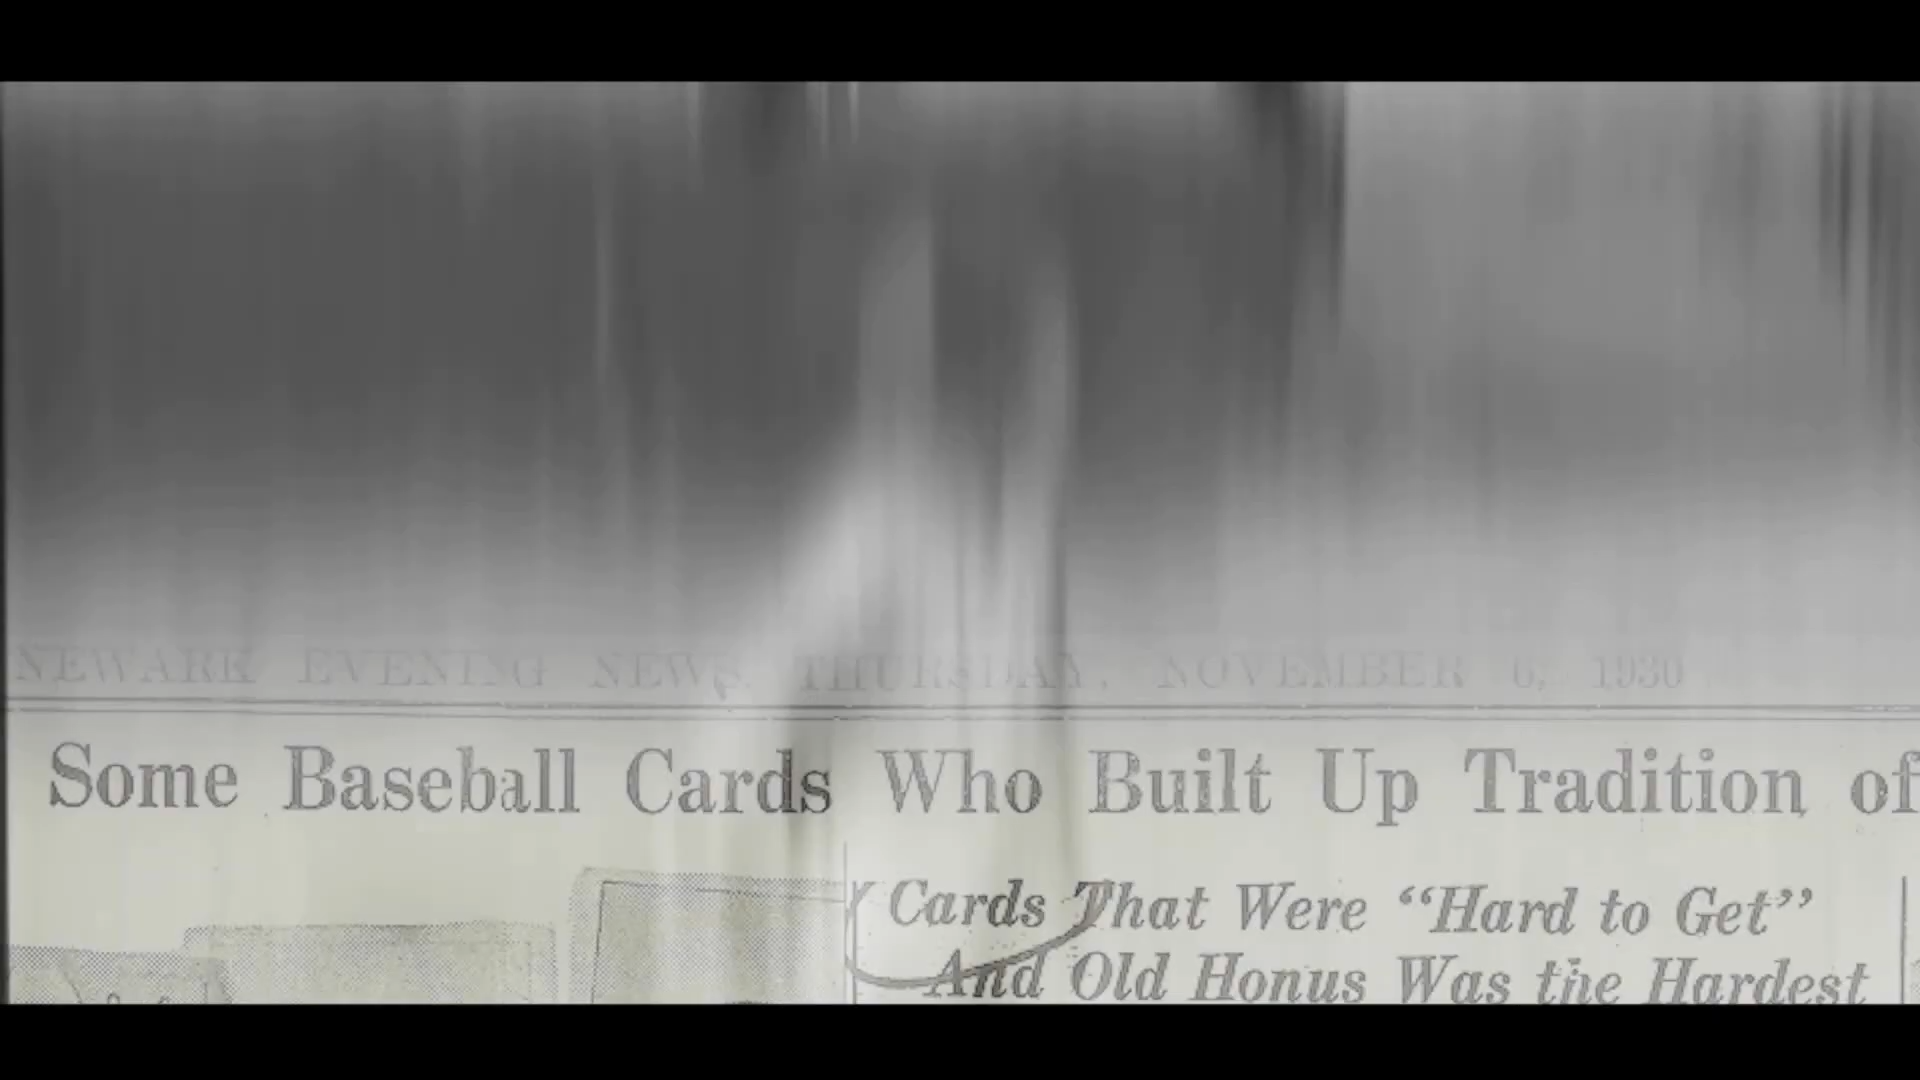 NEWARK EVENING NEWS, THURSDAY, NOVEMBER 6, 1930
Some Baseball Cards Who Built Up Tradition of
Cards That Were “Hard to Get”
And Old Honus Was the Hardest